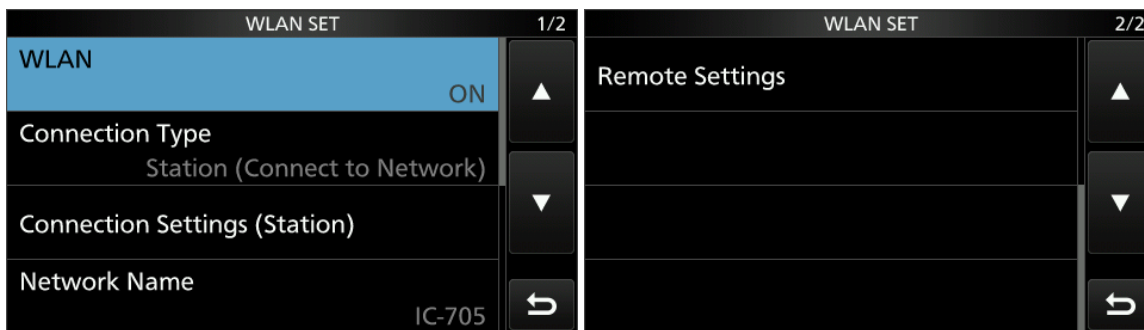 WLAN SET 1/2
WLAN
ON
Connection Type
Station (Connect to Network)
Connection Settings (Station)
Network Name
IC-705
WLAN SET 2/2
Remote Settings